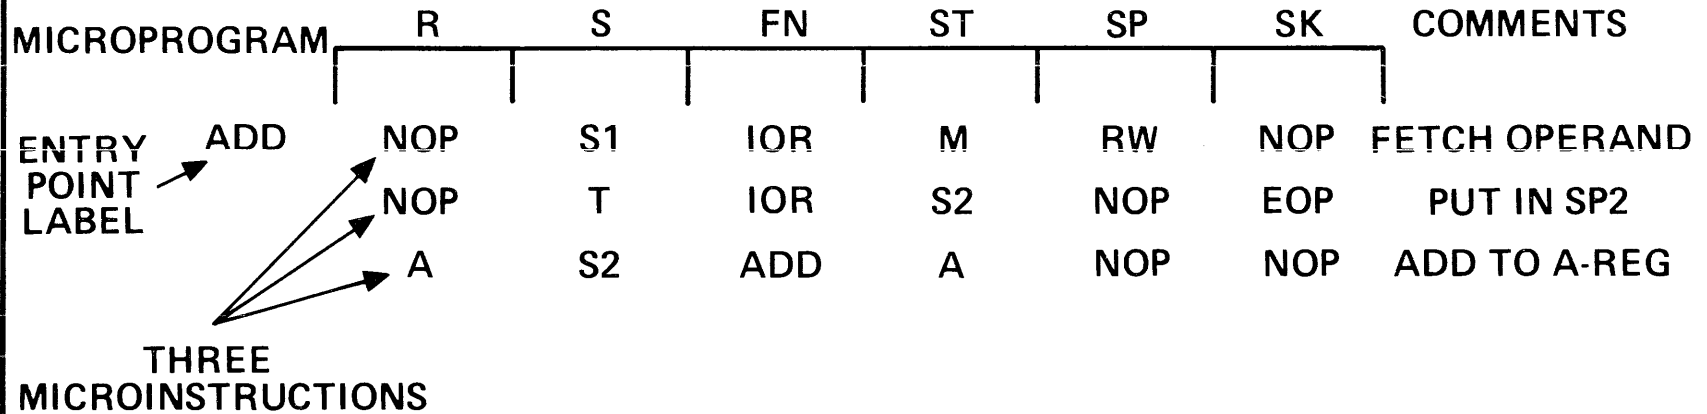 MICROPROGRAM R S FN ST SP SK COMMENTS
ENTRY POINT LABEL
ADD NOP S1 IOR M RW NOP FETCH OPERAND
NOP T IOR S2 NOP EOP PUT IN SP2
A S2 ADD A NOP NOP ADD TO A-REG
THREE
MICROINSTRUCTIONS